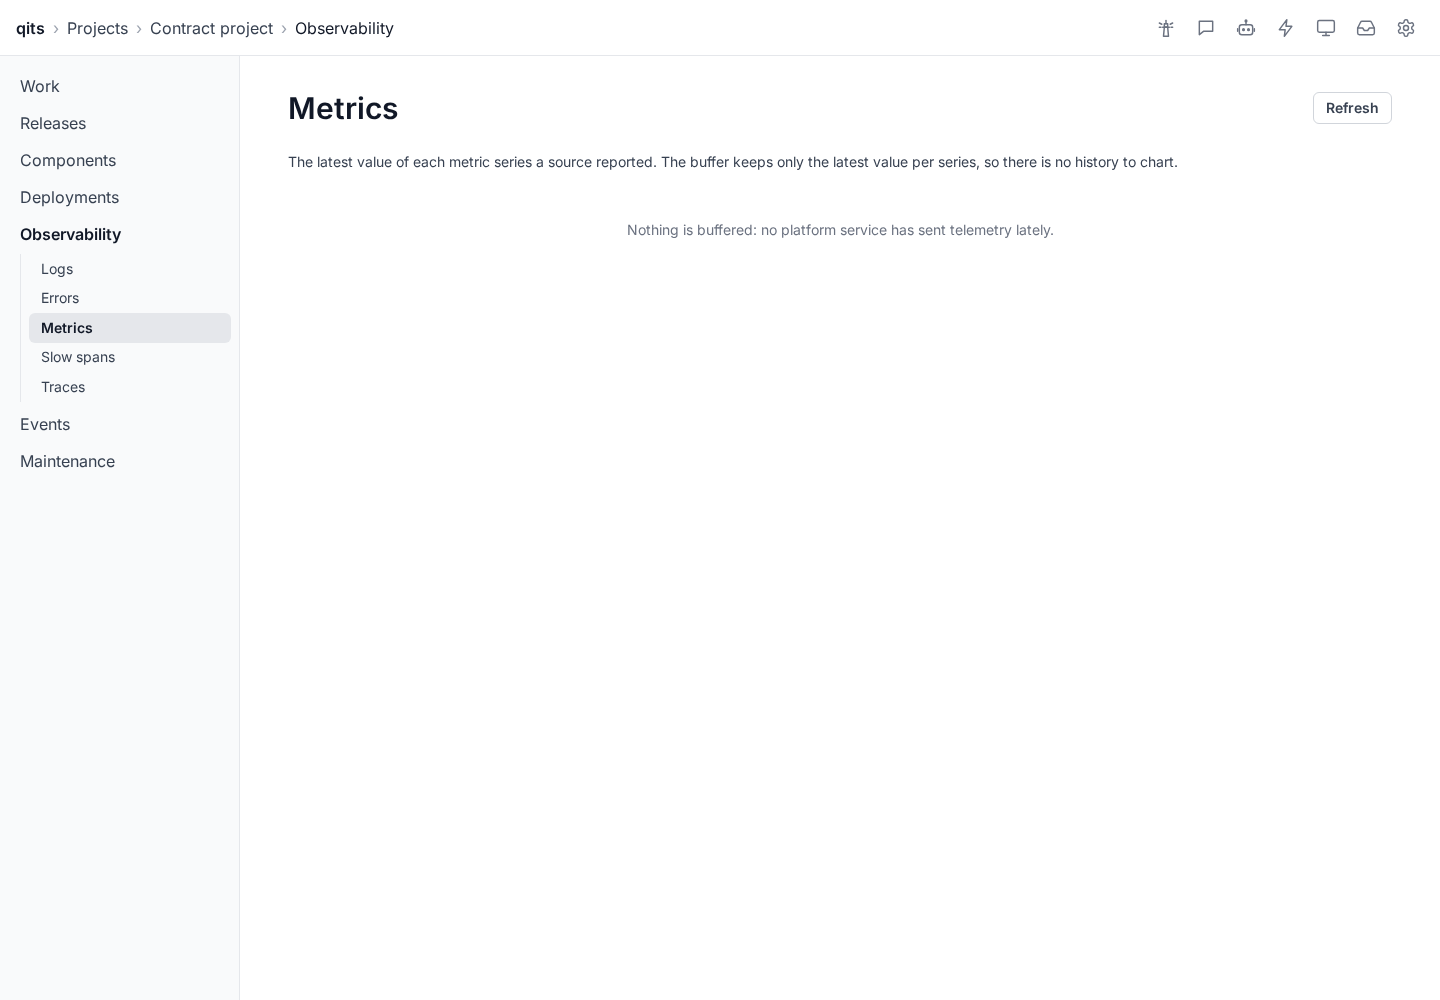 qits › Projects › Contract project › Observability
Work
Releases
Components
Deployments
Observability
Logs
Errors
Metrics
Slow spans
Traces
Events
Maintenance
Metrics
Refresh
The latest value of each metric series a source reported. The buffer keeps only the latest value per series, so there is no history to chart.
Nothing is buffered: no platform service has sent telemetry lately.